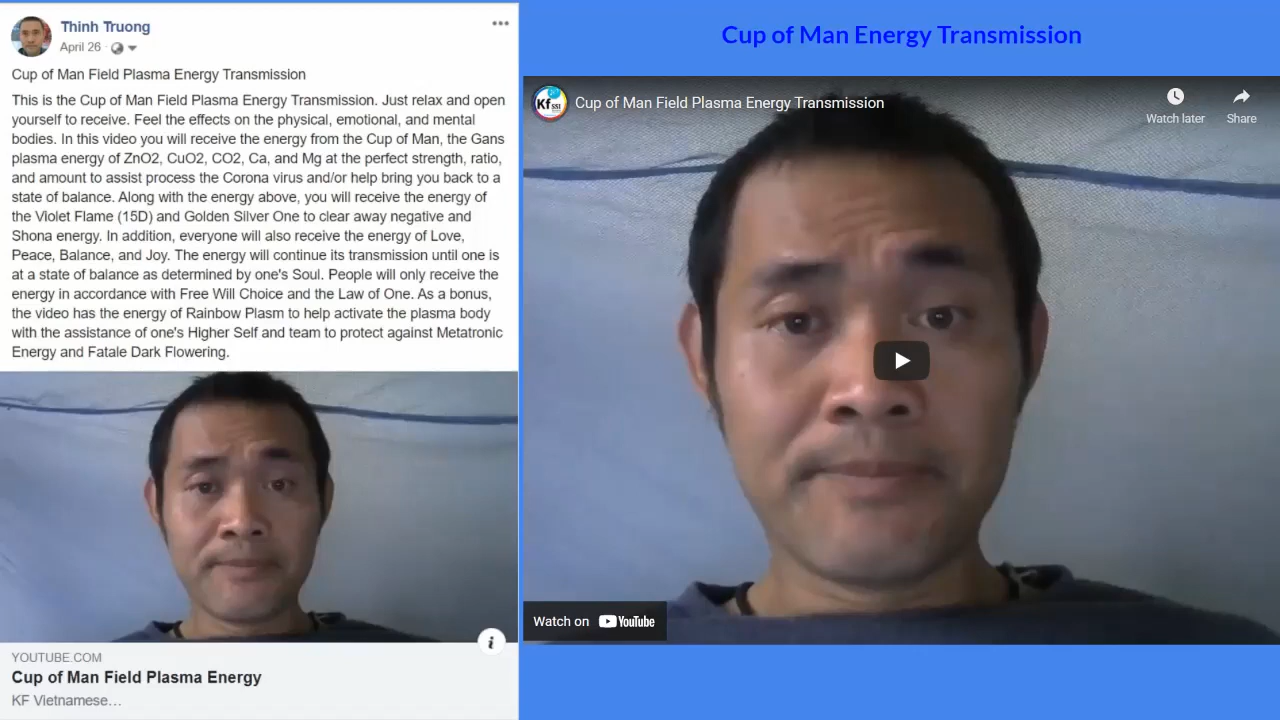 Thinh Truong
April 26
Cup of Man Field Plasma Energy Transmission
This is the Cup of Man Field Plasma Energy Transmission. Just relax and open
yourself to receive. Feel the effects on the physical, emotional, and mental
bodies. In this video you will receive the energy from the Cup of Man, the Gans
plasma energy of ZnO2, CuO2, CO2, Ca, and Mg at the perfect strength, ratio,
and amount to assist process the Corona virus and/or help bring you back to a
state of balance. Along with the energy above, you will receive the energy of
the Violet Flame (15D) and Golden Silver One to clear away negative and
Shona energy. In addition, everyone will also receive the energy of Love,
Peace, Balance, and Joy. The energy will continue its transmission until one is
at a state of balance as determined by one's Soul. People will only receive the
energy in accordance with Free Will Choice and the Law of One. As a bonus,
the video has the energy of Rainbow Plasm to help activate the plasma body
with the assistance of one's Higher Self and team to protect against Metatronic
Energy and Fatale Dark Flowering.
YOUTUBE.COM
Cup of Man Field Plasma Energy
KF Vietnamese…
Cup of Man Energy Transmission
Kf SSI
Cup of Man Field Plasma Energy Transmission
Watch later
Share
Watch on YouTube